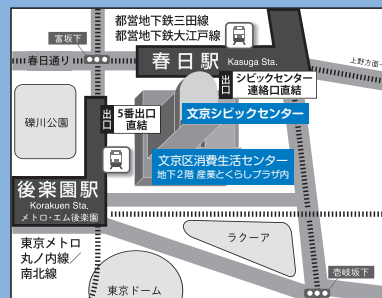 都営地下鉄三田線
都営地下鉄大江戸線
富坂下
春日通り
春日駅 Kasuga Sta.
上野方面→
出口
シビックセンター
連絡口直結
礫川公園
出口
5番出口
直結
文京シビックセンター
文京区消費生活センター
地下2階 産業とくらしプラザ内
後楽園駅
Korakuen Sta.
メトロ・エム後楽園
東京メトロ
丸ノ内線／
南北線
ラクーア
東京ドーム
壱岐坂下